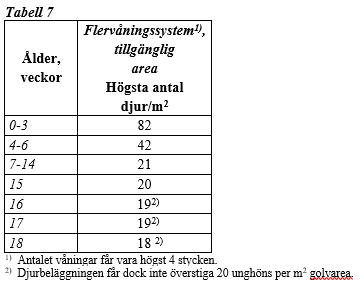 Tabell 7
Flervåningssystem1),
tillgänglig
area
Högsta antal
djur/m2
Ålder,
veckor
0-3 82
4-6 42
7-14 21
15 20
16 192)
17 192)
18 18 2)
1) Antalet våningar får vara högst 4 stycken.
2) Djurbeläggningen får dock inte överstiga 20 unghöns per m2 golvarea.